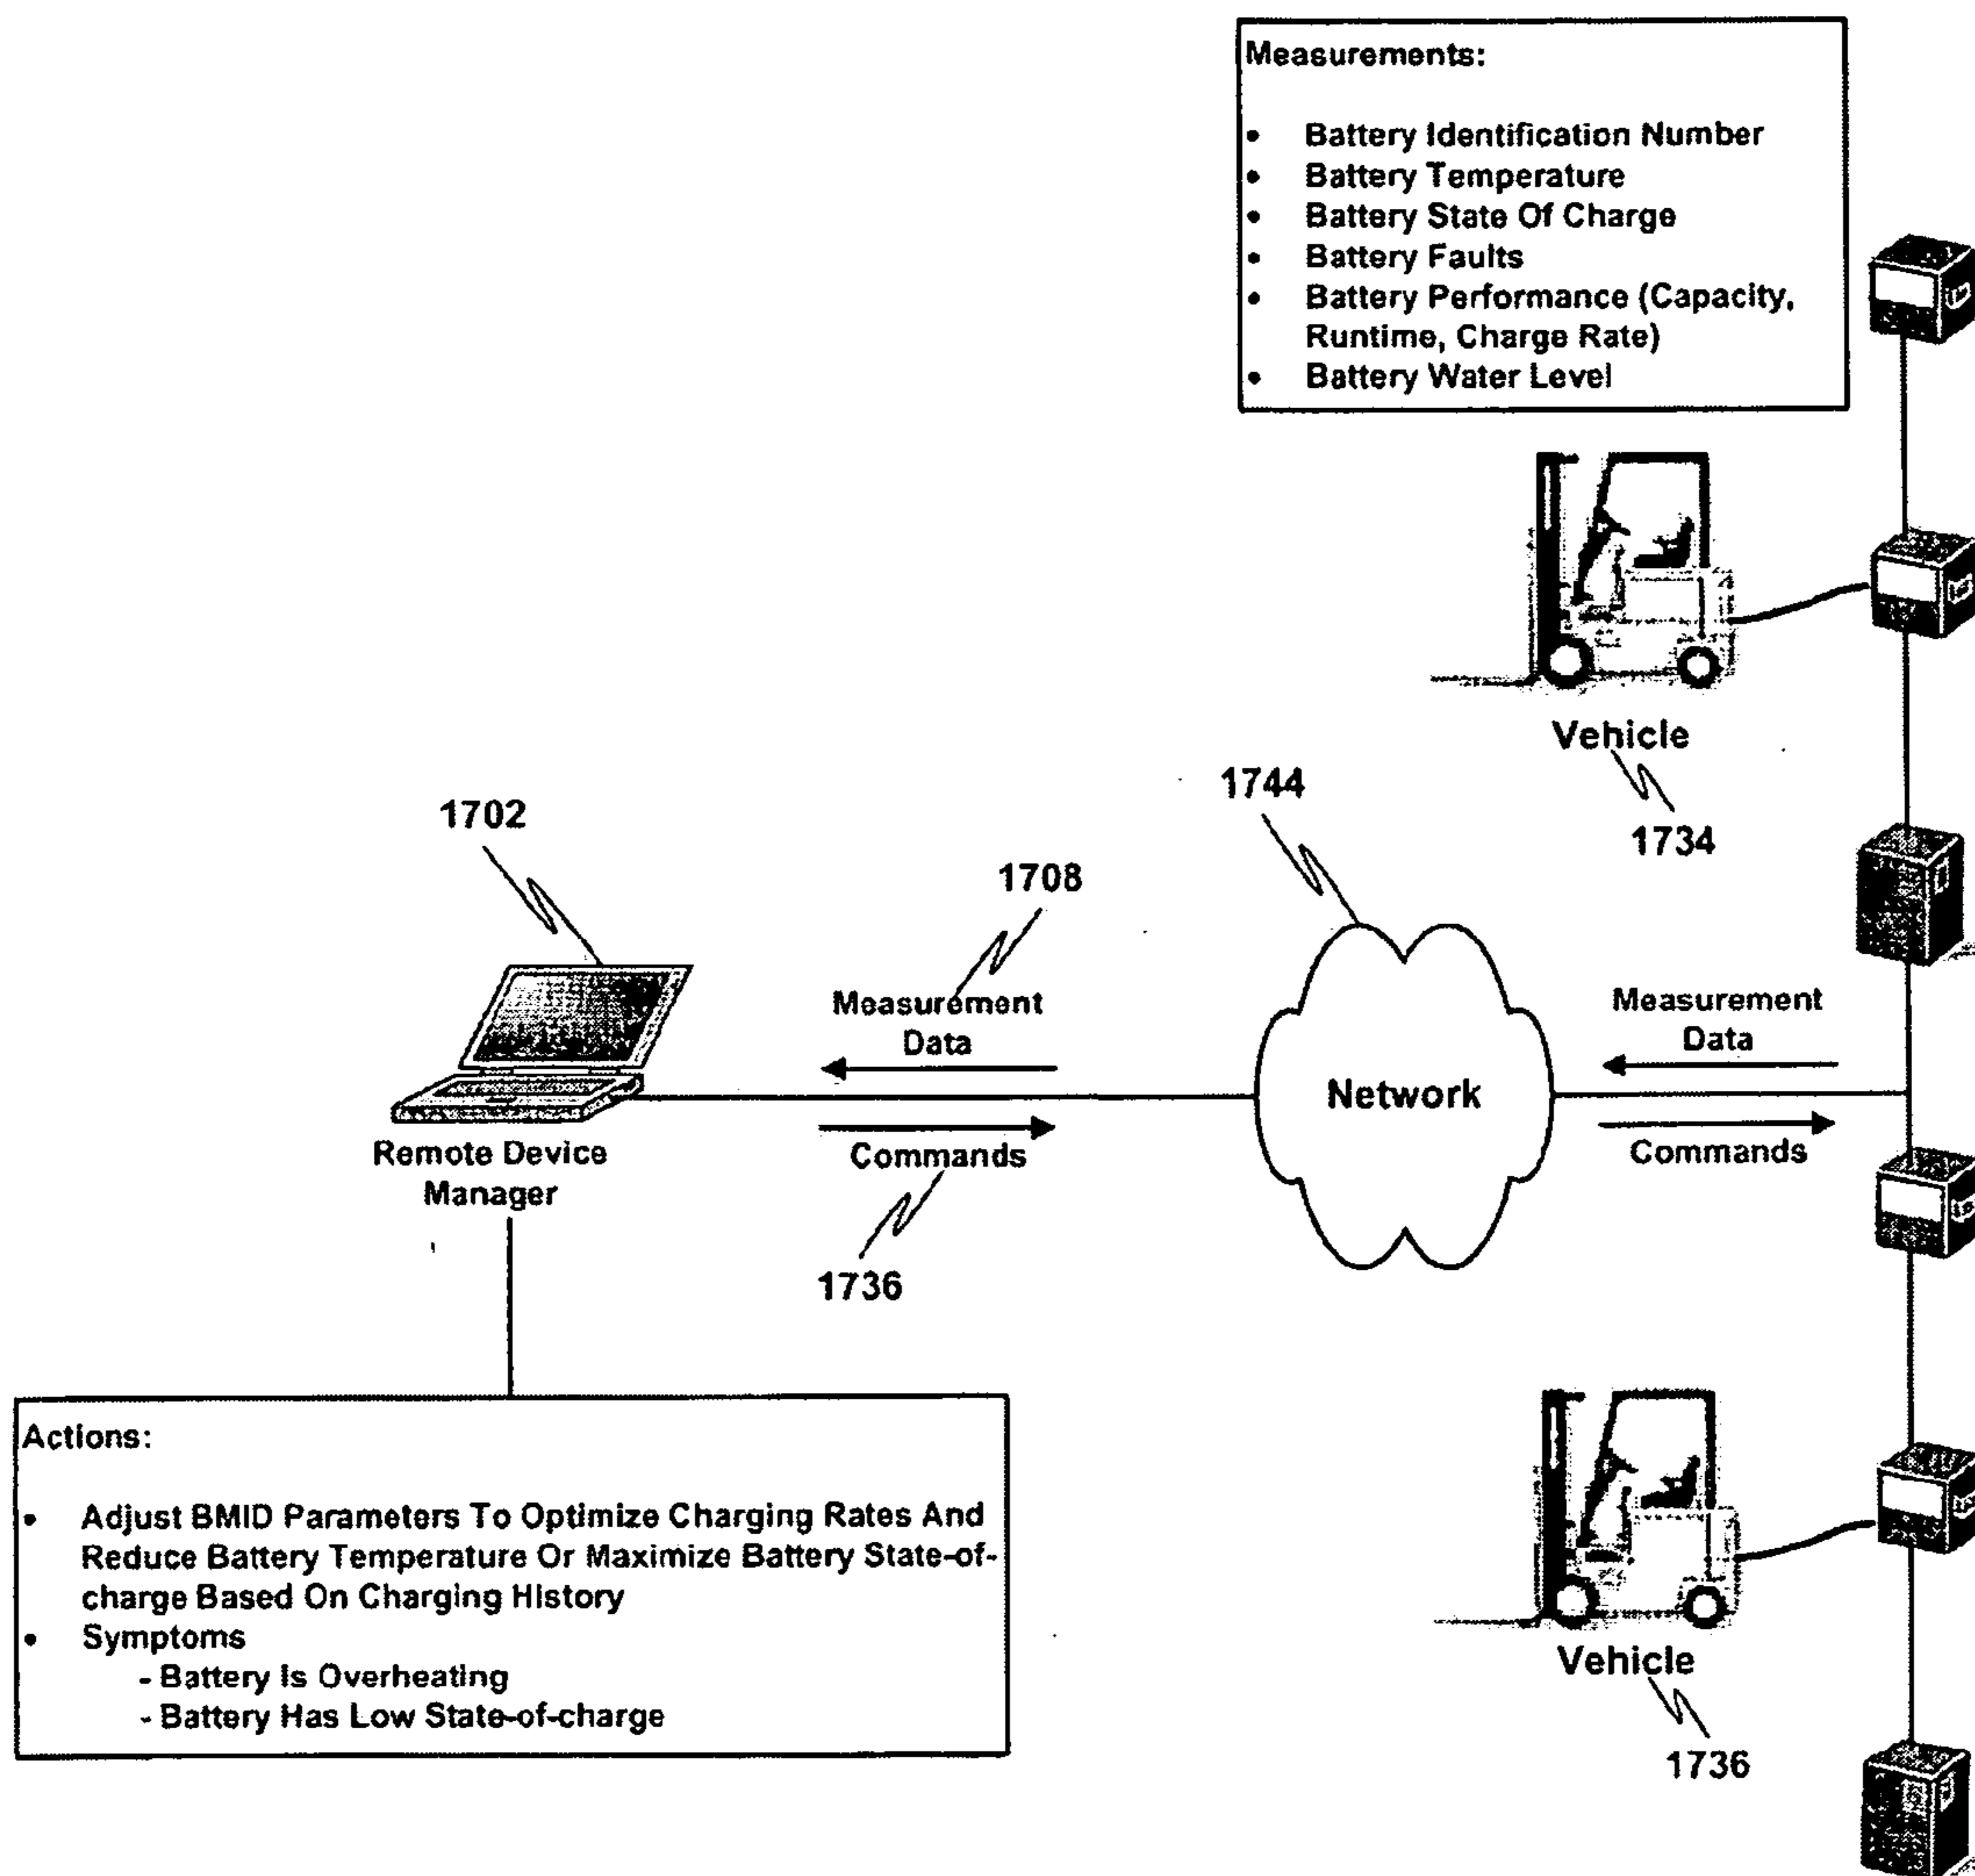 Measurements:
• Battery Identification Number
• Battery Temperature
• Battery State Of Charge
• Battery Faults
• Battery Performance (Capacity,
Runtime, Charge Rate)
• Battery Water Level
Vehicle
1734
1744
1702
1708
Measurement
Data
Measurement
Data
Network
Commands
Commands
Remote Device
Manager
1736
Actions:
• Adjust BMID Parameters To Optimize Charging Rates And
Reduce Battery Temperature Or Maximize Battery State-of-
charge Based On Charging History
• Symptoms
- Battery Is Overheating
- Battery Has Low State-of-charge
Vehicle
1736